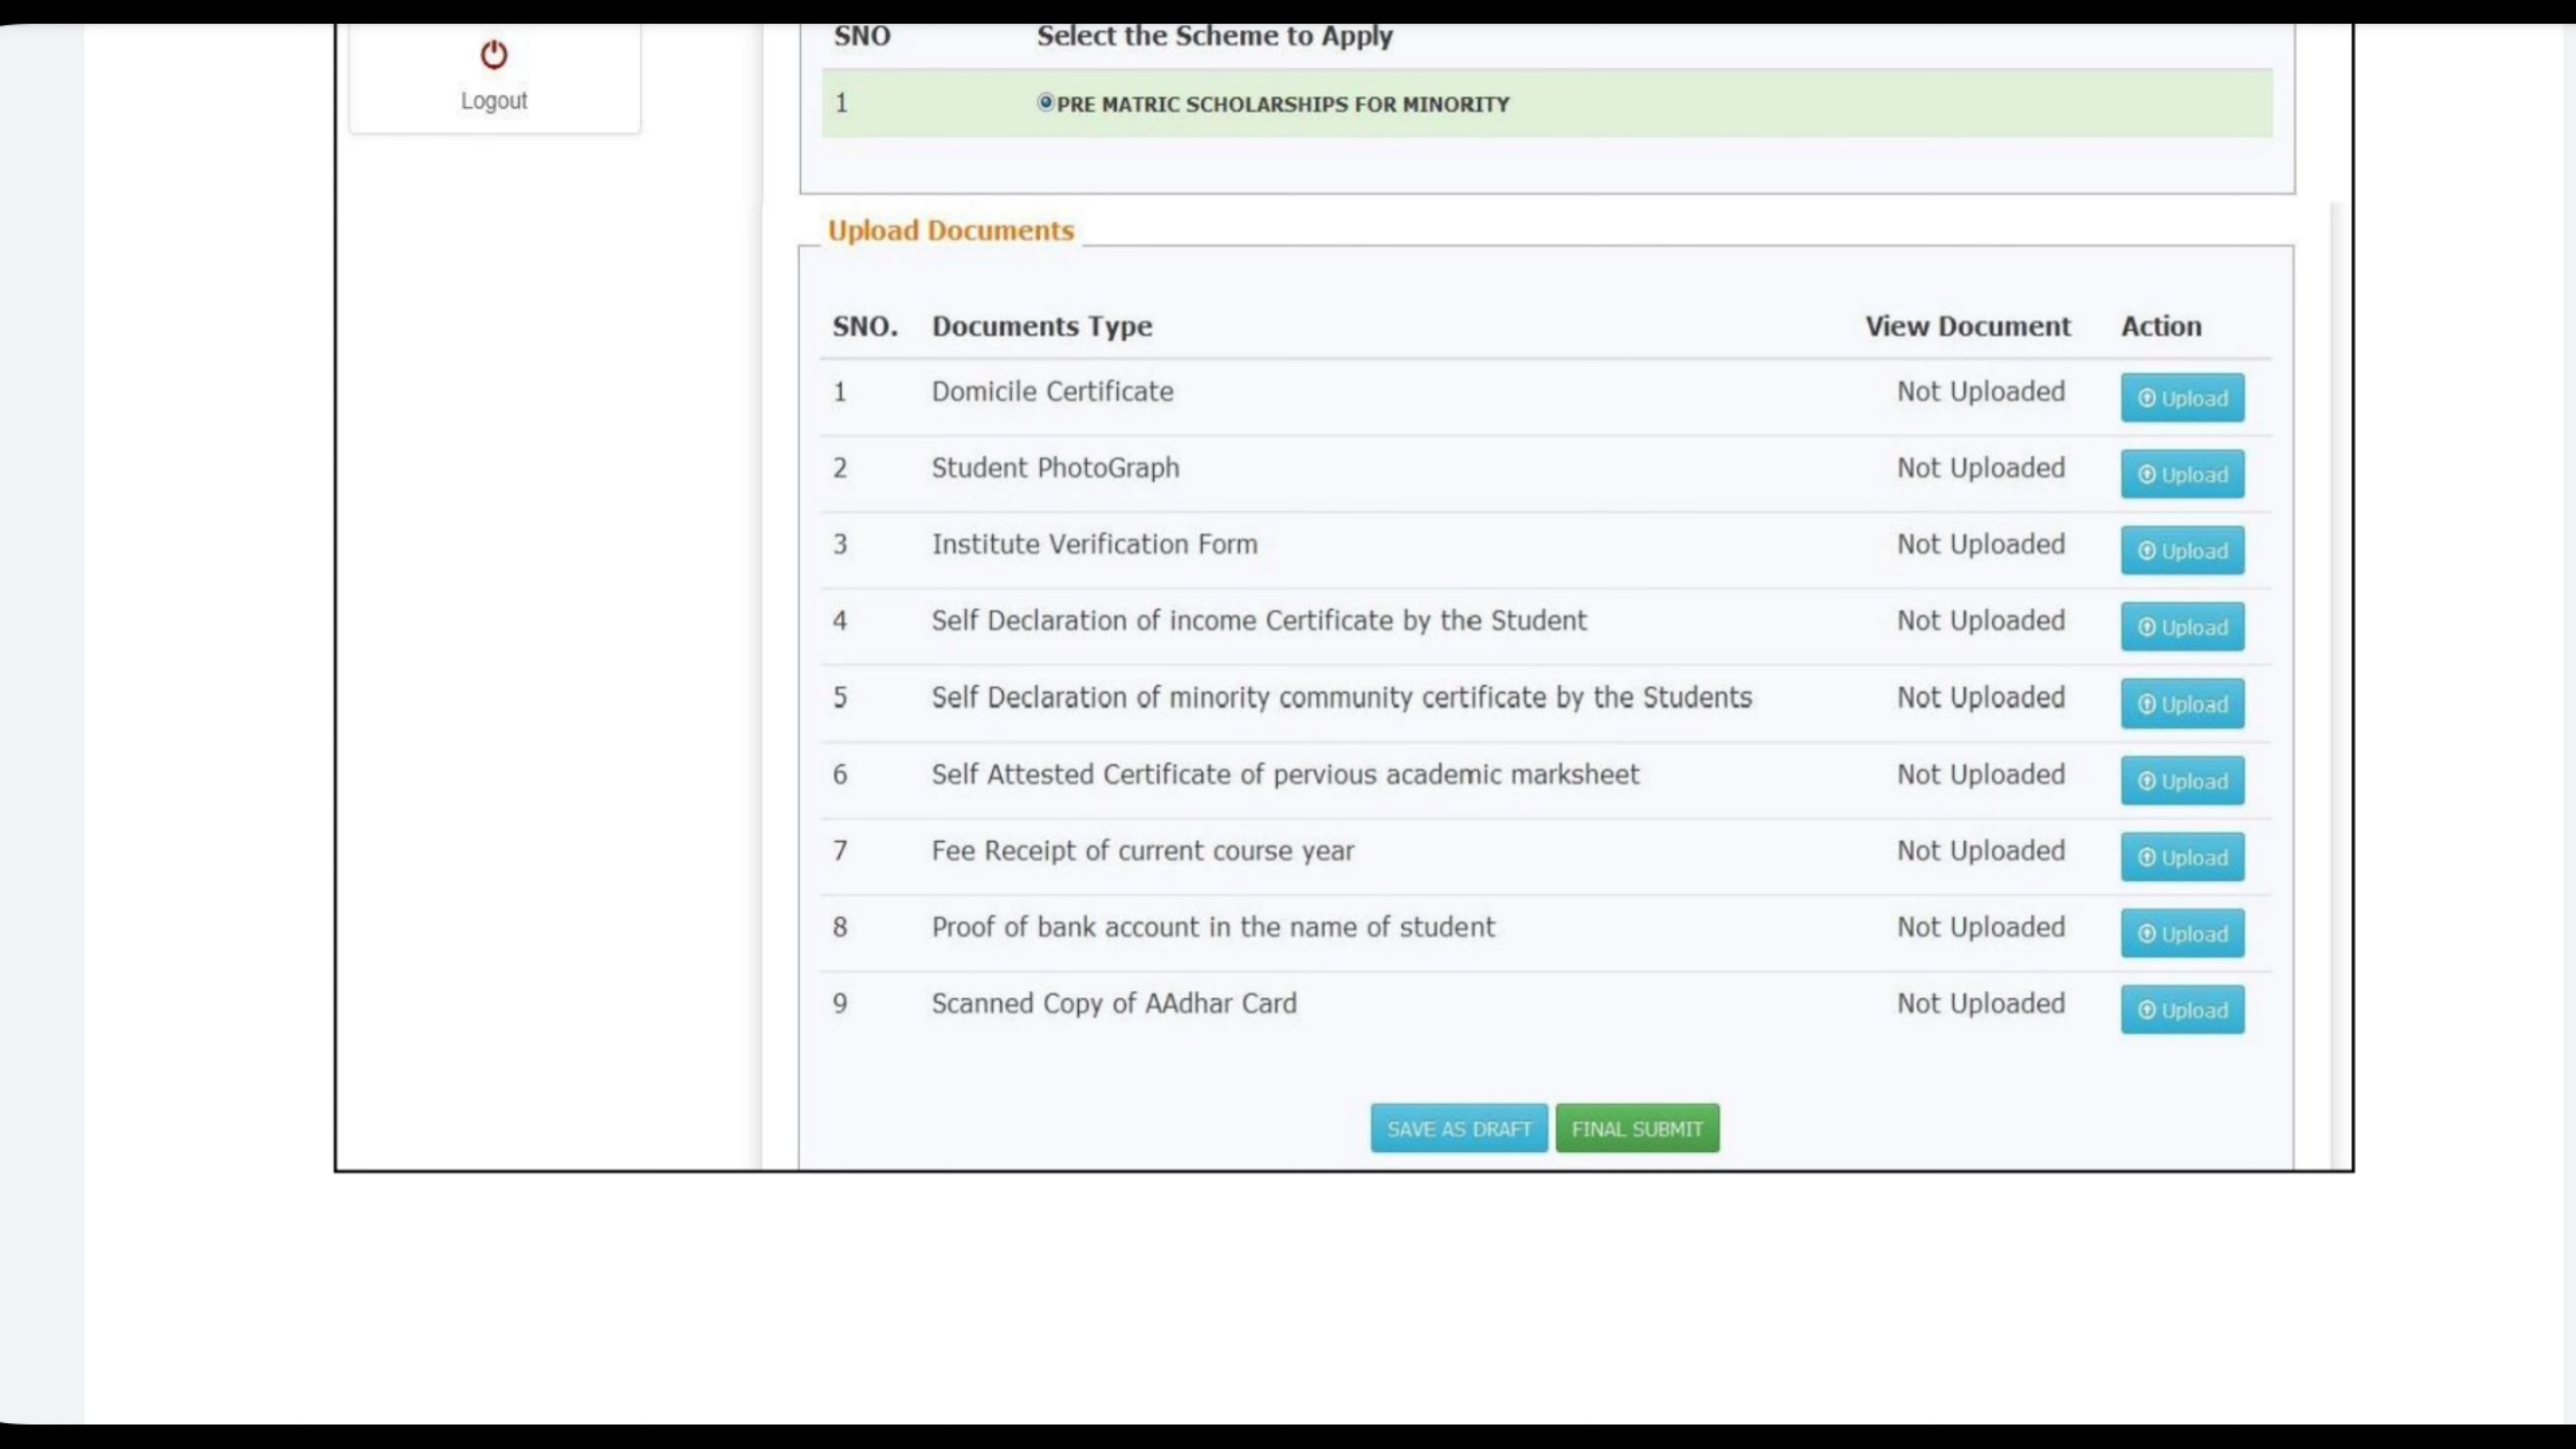 SNO Select the Scheme to Apply
Logout
1 PRE MATRIC SCHOLARSHIPS FOR MINORITY
Upload Documents
SNO. Documents Type View Document Action
1 Domicile Certificate Not Uploaded Upload
2 Student PhotoGraph Not Uploaded Upload
3 Institute Verification Form Not Uploaded Upload
4 Self Declaration of income Certificate by the Student Not Uploaded Upload
5 Self Declaration of minority community certificate by the Students Not Uploaded Upload
6 Self Attested Certificate of pervious academic marksheet Not Uploaded Upload
7 Fee Receipt of current course year Not Uploaded Upload
8 Proof of bank account in the name of student Not Uploaded Upload
9 Scanned Copy of AAdhar Card Not Uploaded Upload
SAVE AS DRAFT FINAL SUBMIT